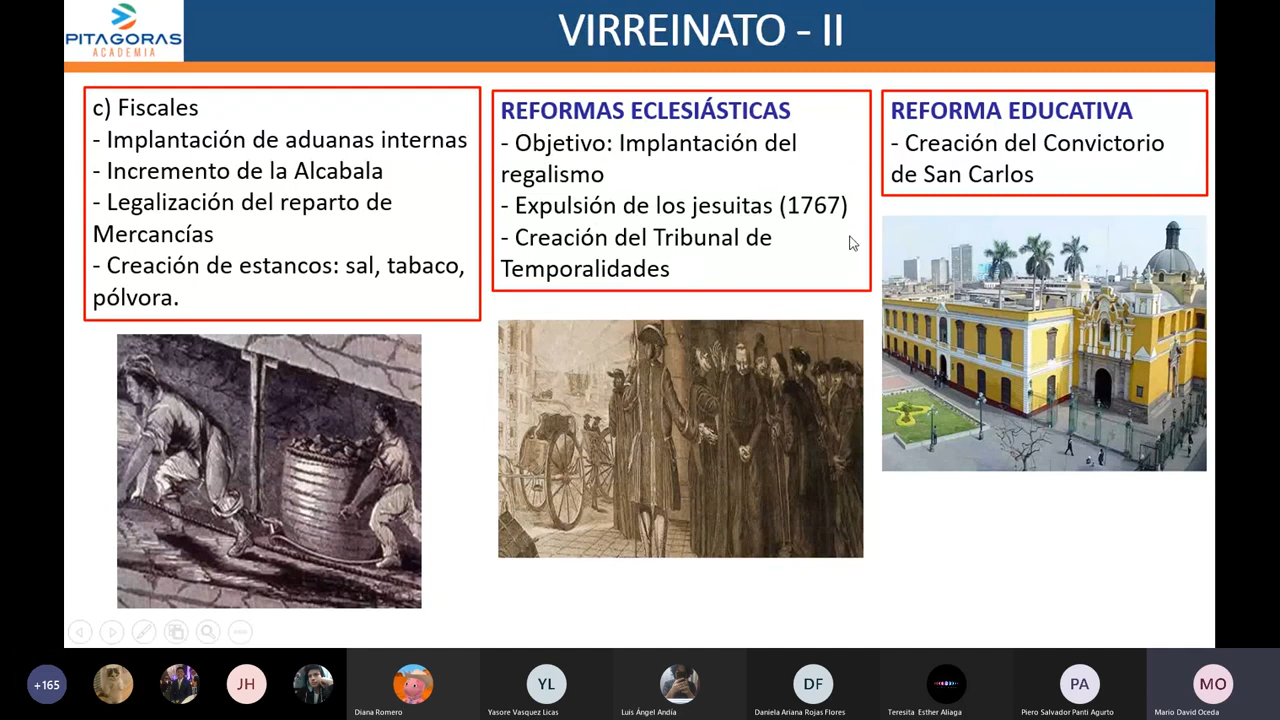 PITAGORAS
ACADEMIA
VIRREINATO - II
c) Fiscales
- Implantación de aduanas internas
- Incremento de la Alcabala
- Legalización del reparto de
Mercancías
- Creación de estancos: sal, tabaco,
pólvora.
REFORMAS ECLESIÁSTICAS
- Objetivo: Implantación del
regalismo
- Expulsión de los jesuitas (1767)
- Creación del Tribunal de
Temporalidades
REFORMA EDUCATIVA
- Creación del Convictorio
de San Carlos
+165
JH
YL
DF
PA
MO
Diana Romero
Yasore Vasquez Licas
Luis Ángel Andía
Daniela Ariana Rojas Flores
Teresita Esther Aliaga
Piero Salvador Panti Agurto
Mario David Oceda